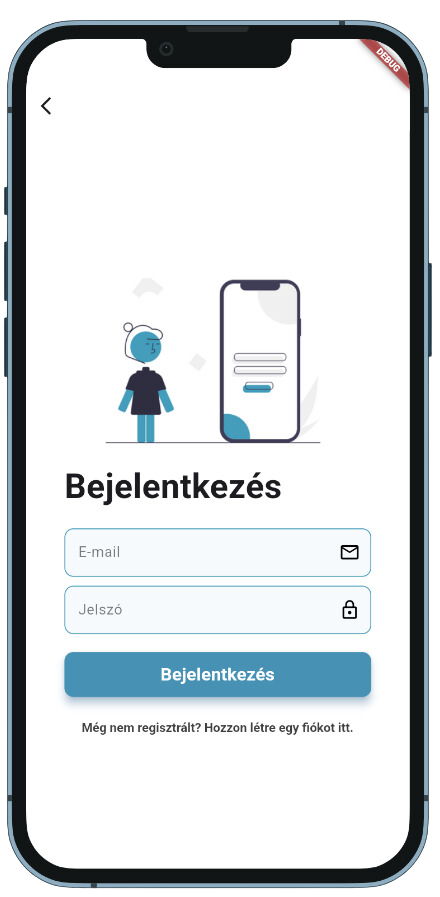 DEBUG
Bejelentkezés
E-mail
Jelszó
Bejelentkezés
Még nem regisztrált? Hozzon létre egy fiókot itt.